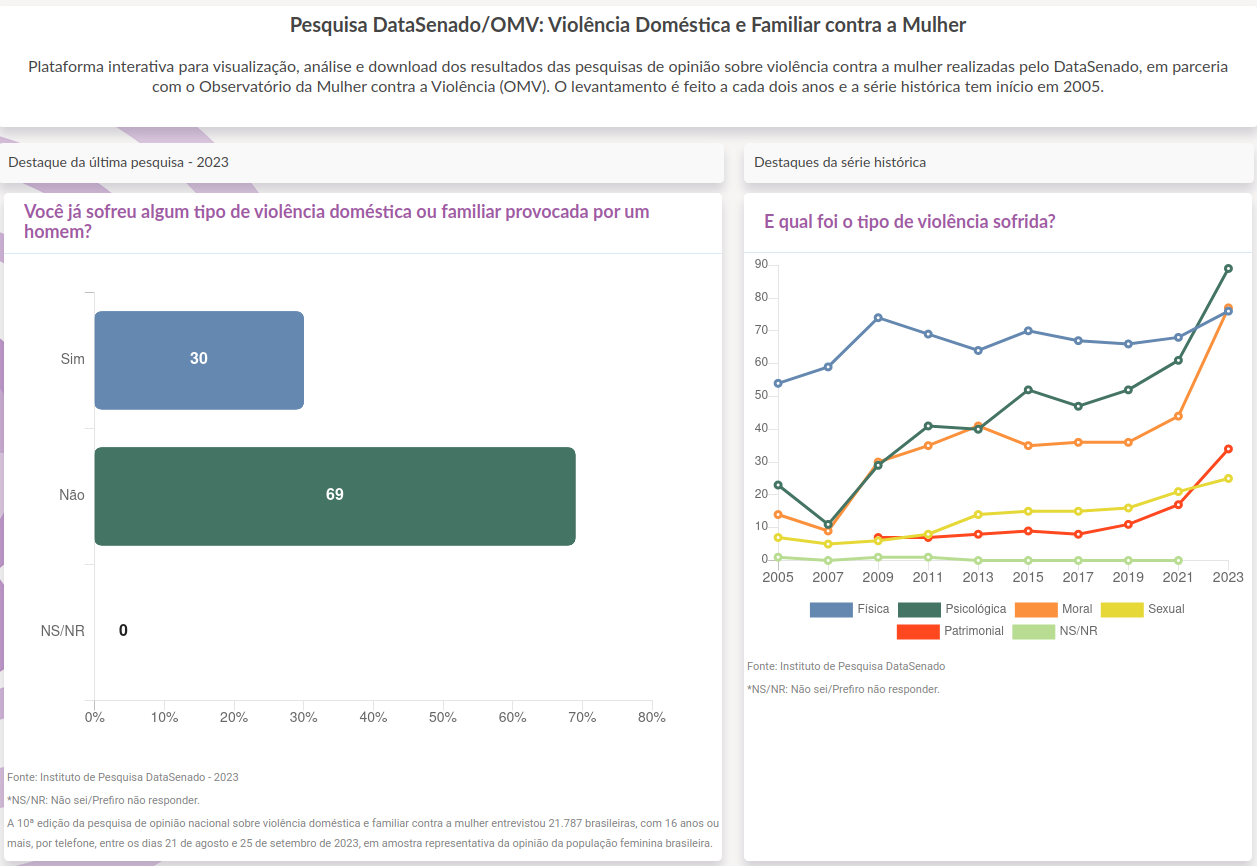 Pesquisa DataSenado/OMV: Violência Doméstica e Familiar contra a Mulher
Plataforma interativa para visualização, análise e download dos resultados das pesquisas de opinião sobre violência contra a mulher realizadas pelo DataSenado, em parceria
com o Observatório da Mulher contra a Violência (OMV). O levantamento é feito a cada dois anos e a série histórica tem início em 2005.
Destaque da última pesquisa - 2023
Você já sofreu algum tipo de violência doméstica ou familiar provocada por um
homem?
Sim
30
Não
69
NS/NR
0
0% 10% 20% 30% 40% 50% 60% 70% 80%
Fonte: Instituto de Pesquisa DataSenado - 2023
*NS/NR: Não sei/Prefiro não responder.
A 10ª edição da pesquisa de opinião nacional sobre violência doméstica e familiar contra a mulher entrevistou 21.787 brasileiras, com 16 anos ou
mais, por telefone, entre os dias 21 de agosto e 25 de setembro de 2023, em amostra representativa da opinião da população feminina brasileira.
Destaques da série histórica
E qual foi o tipo de violência sofrida?
90
80
70
60
50
40
30
20
10
0
2005 2007 2009 2011 2013 2015 2017 2019 2021 2023
Física Psicológica Moral Sexual
Patrimonial NS/NR
Fonte: Instituto de Pesquisa DataSenado
*NS/NR: Não sei/Prefiro não responder.